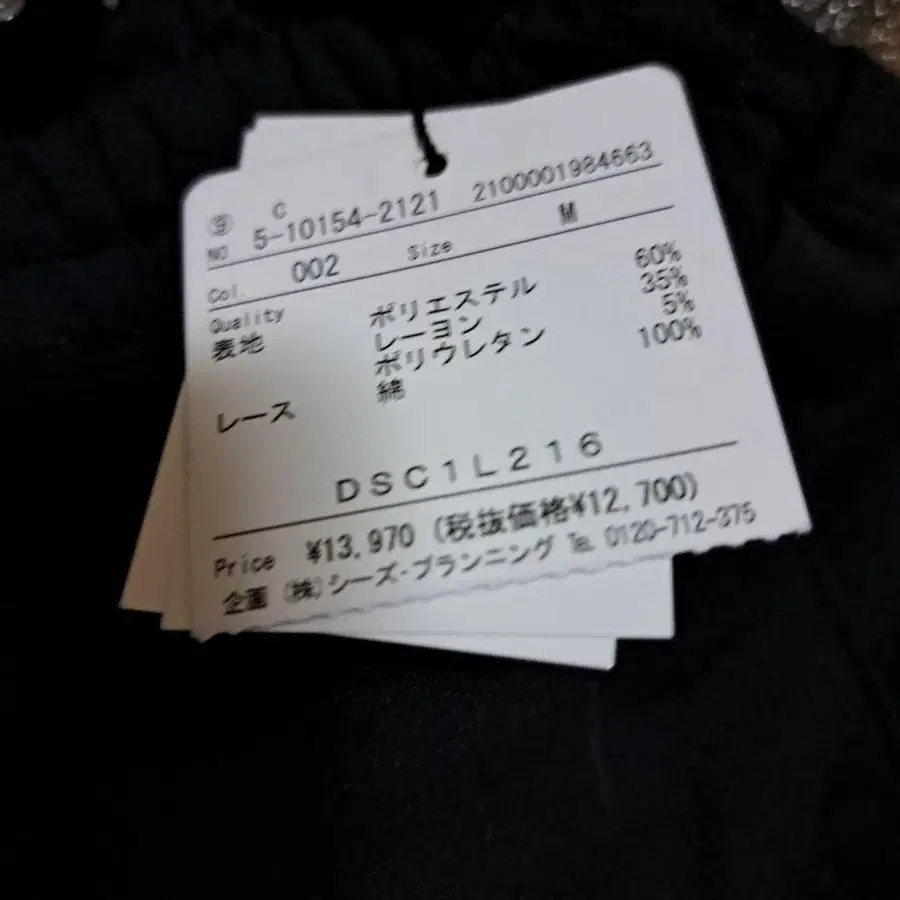 ⑨ C
NO 5-10154-2121 2100001984663
Col. 002 Size M
Quality
表地 ポリエステル 60%
レーヨン 35%
ポリウレタン 5%
レース 綿 100%
DSC1L216
Price ¥13,970 (税抜価格¥12,700)
企画 (株)シーズ・プランニング ℡ 0120-712-375